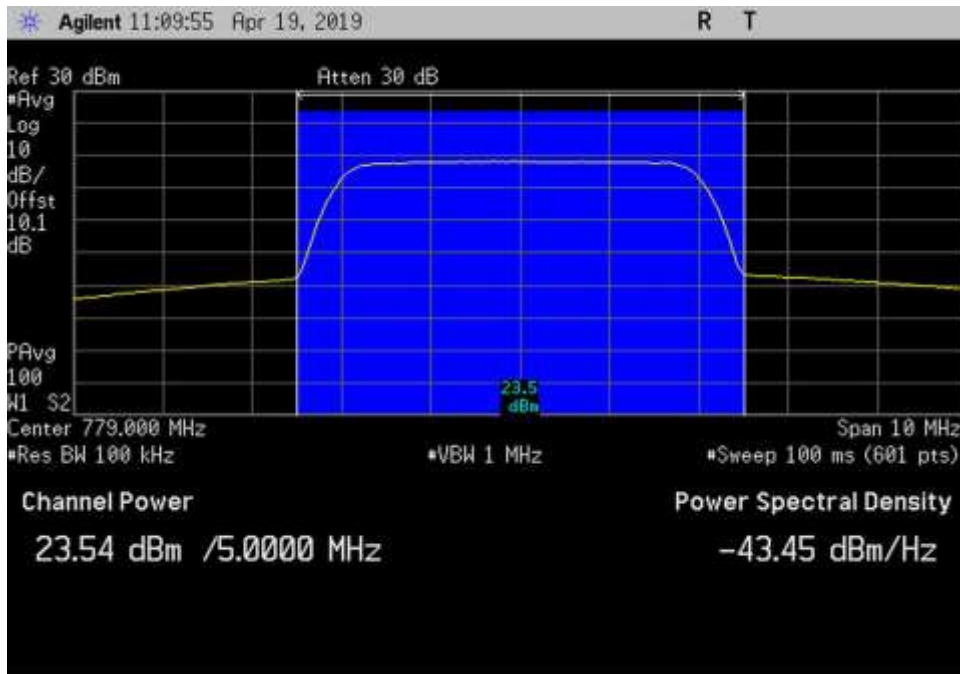 Agilent 11:09:55 Apr 19, 2019 R T
Ref 30 dBm Atten 30 dB
#Avg
Log
10
dB/
Offst
10.1
dB
PAvg
100
W1 S2
23.5
dBm
Center 779.000 MHz Span 10 MHz
#Res BW 100 kHz #VBW 1 MHz #Sweep 100 ms (601 pts)
Channel Power Power Spectral Density
23.54 dBm /5.0000 MHz -43.45 dBm/Hz